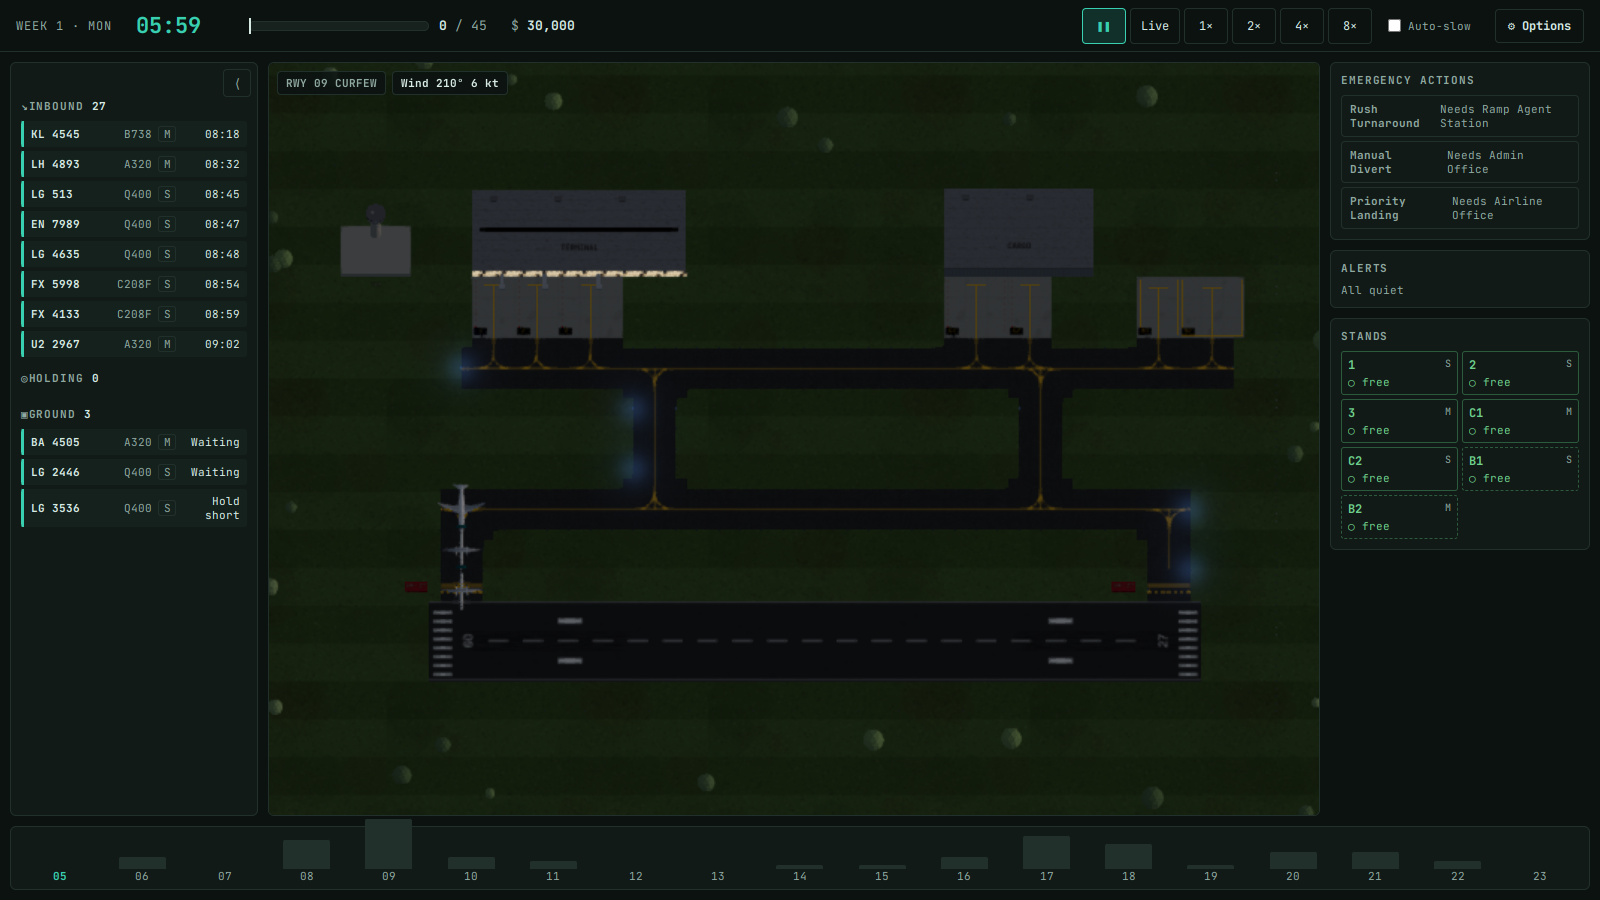 WEEK 1 · MON 05:59 0 / 45 $ 30,000 Live 1× 2× 4× 8× Auto-slow ⚙ Options
INBOUND 27
KL 4545 B738 M 08:18
LH 4893 A320 M 08:32
LG 513 Q400 S 08:45
EN 7989 Q400 S 08:47
LG 4635 Q400 S 08:48
FX 5998 C208F S 08:54
FX 4133 C208F S 08:59
U2 2967 A320 M 09:02
HOLDING 0
GROUND 3
BA 4505 A320 M Waiting
LG 2446 Q400 S Waiting
LG 3536 Q400 S Hold short
RWY 09 CURFEW Wind 210° 6 kt
TERMINAL
CARGO
09
27
EMERGENCY ACTIONS
Rush Turnaround Needs Ramp Agent Station
Manual Divert Needs Admin Office
Priority Landing Needs Airline Office
ALERTS
All quiet
STANDS
1 S
○ free
2 S
○ free
3 M
○ free
C1 M
○ free
C2 S
○ free
B1 S
○ free
B2 M
○ free
05 06 07 08 09 10 11 12 13 14 15 16 17 18 19 20 21 22 23